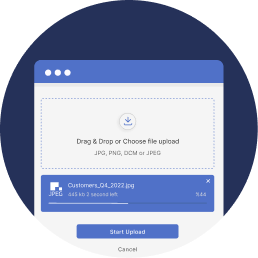 Drag & Drop or Choose file upload
JPG, PNG, DCM or JPEG
Customers_Q4_2022.jpg
JPEG
445 kb 2 second left
Start Upload
Cancel